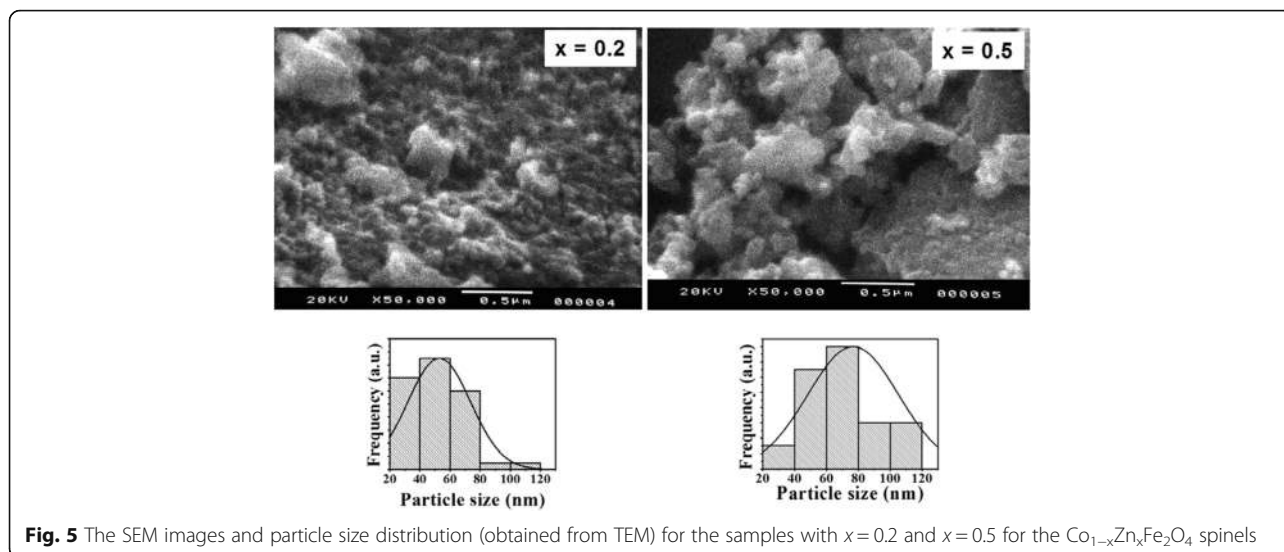 x = 0.2
x = 0.5
20KV X50,000 0.5µm 000004
20KV X50,000 0.5µm 000005
Frequency (a.u.)
20 40 60 80 100 120
Particle size (nm)
Frequency (a.u.)
20 40 60 80 100 120
Particle size (nm)
Fig. 5 The SEM images and particle size distribution (obtained from TEM) for the samples with x = 0.2 and x = 0.5 for the Co₁₋ₓZnₓFe₂O₄ spinels